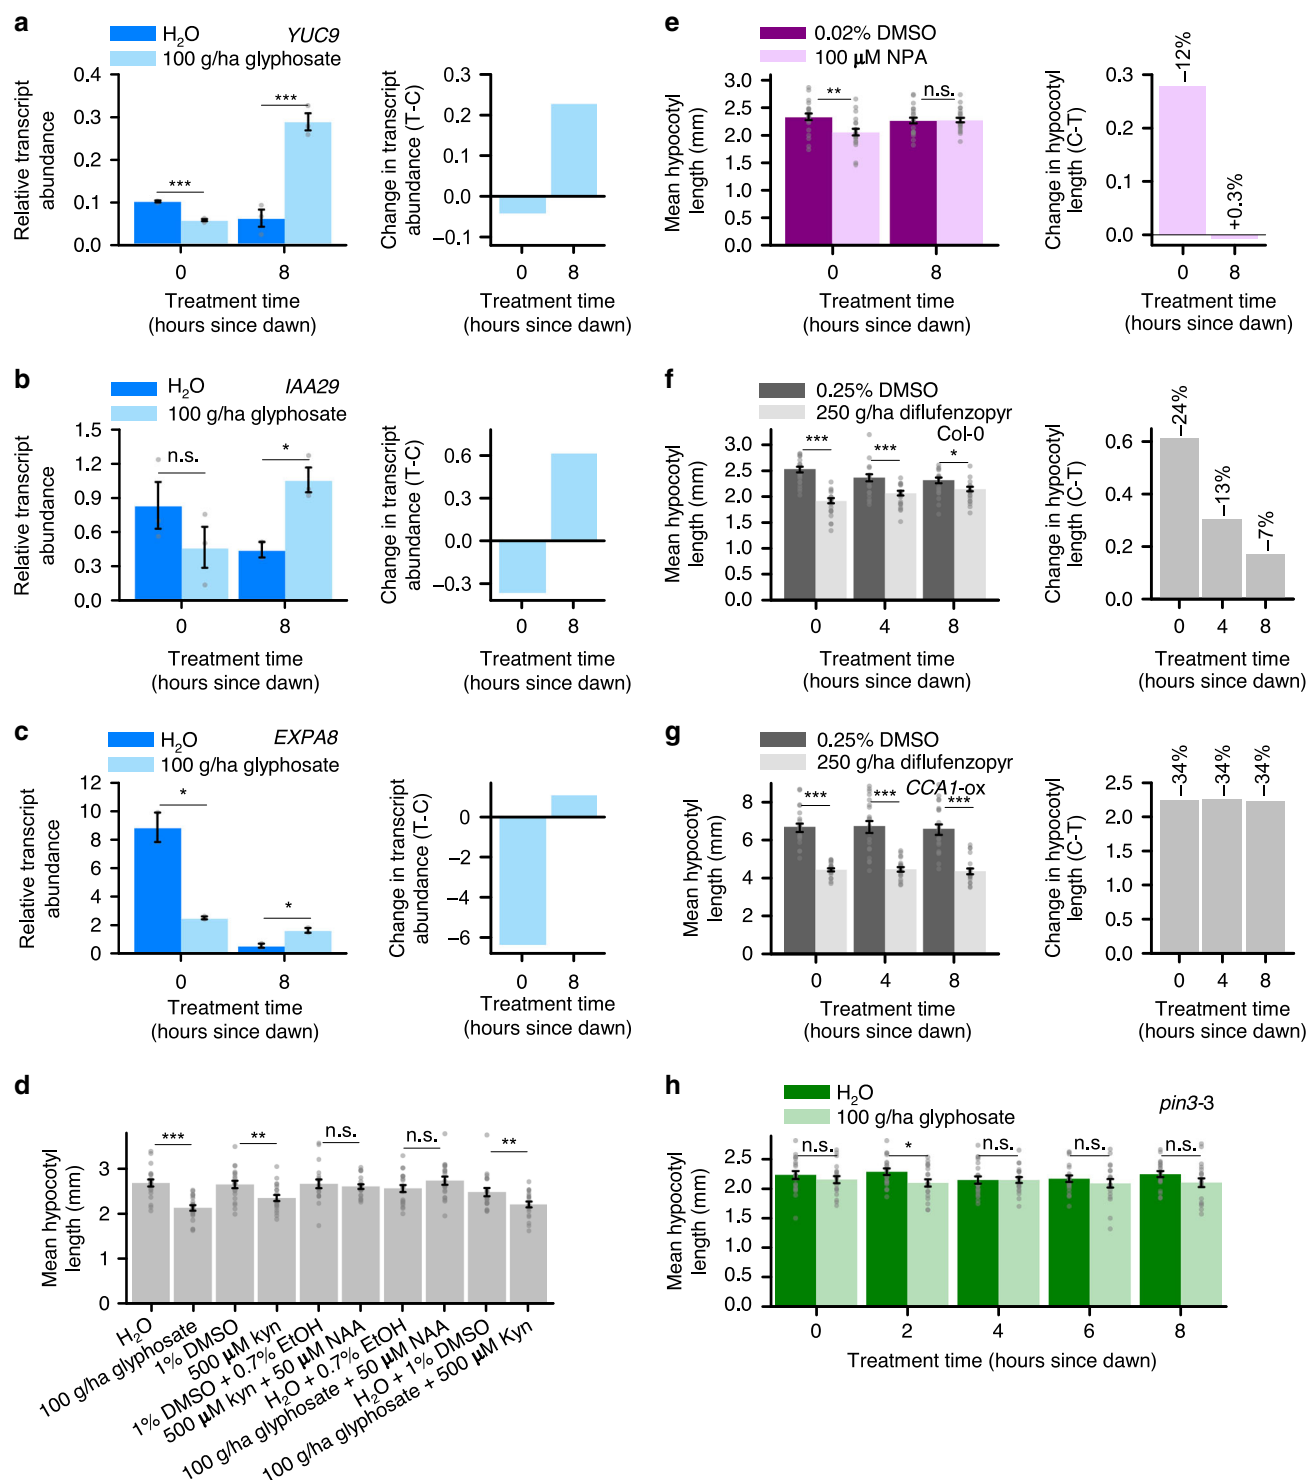 a
H₂O
YUC9
100 g/ha glyphosate
Relative transcript
abundance
0.4
0.3
0.2
0.1
0.0
***
***
0 8
Treatment time
(hours since dawn)
Change in transcript
abundance (T-C)
0.3
0.2
0.1
0.0
−0.1
0 8
Treatment time
(hours since dawn)
b
H₂O
IAA29
100 g/ha glyphosate
Relative transcript
abundance
1.5
1.2
0.9
0.6
0.3
0.0
n.s.
*
0 8
Treatment time
(hours since dawn)
Change in transcript
abundance (T-C)
0.6
0.3
0.0
−0.3
0 8
Treatment time
(hours since dawn)
c
H₂O
EXPA8
100 g/ha glyphosate
Relative transcript
abundance
12
10
8
6
4
2
0
*
*
0 8
Treatment time
(hours since dawn)
Change in transcript
abundance (T-C)
0
−2
−4
−6
0 8
Treatment time
(hours since dawn)
d
Mean hypocotyl
length (mm)
3
2
1
0
***
**
n.s.
n.s.
**
H₂O
100 g/ha glyphosate
1% DMSO
500 μM kyn
1% DMSO + 0.7% EtOH
500 μM kyn + 50 μM NAA
H₂O + 0.7% EtOH
100 g/ha glyphosate + 50 μM NAA
H₂O + 1% DMSO
100 g/ha glyphosate + 500 μM Kyn
e
0.02% DMSO
100 μM NPA
Mean hypocotyl
length (mm)
3.0
2.5
2.0
1.5
1.0
0.5
0.0
**
n.s.
0 8
Treatment time
(hours since dawn)
Change in hypocotyl
length (C-T)
0.3
0.2
0.1
0.0
−12%
+0.3%
0 8
Treatment time
(hours since dawn)
f
0.25% DMSO
250 g/ha diflufenzopyr
Col-0
Mean hypocotyl
length (mm)
3.0
2.5
2.0
1.5
1.0
0.5
0.0
***
***
*
0 4 8
Treatment time
(hours since dawn)
Change in hypocotyl
length (C-T)
0.6
0.4
0.2
0.0
−24%
−13%
−7%
0 4 8
Treatment time
(hours since dawn)
g
0.25% DMSO
250 g/ha diflufenzopyr
CCA1-ox
Mean hypocotyl
length (mm)
8
6
4
2
0
***
***
***
0 4 8
Treatment time
(hours since dawn)
Change in hypocotyl
length (C-T)
2.5
2.0
1.5
1.0
0.5
0.0
−34%
−34%
−34%
0 4 8
Treatment time
(hours since dawn)
h
H₂O
100 g/ha glyphosate
pin3-3
Mean hypocotyl
length (mm)
2.5
2.0
1.5
1.0
0.5
0.0
n.s.
*
n.s.
n.s.
n.s.
0 2 4 6 8
Treatment time (hours since dawn)